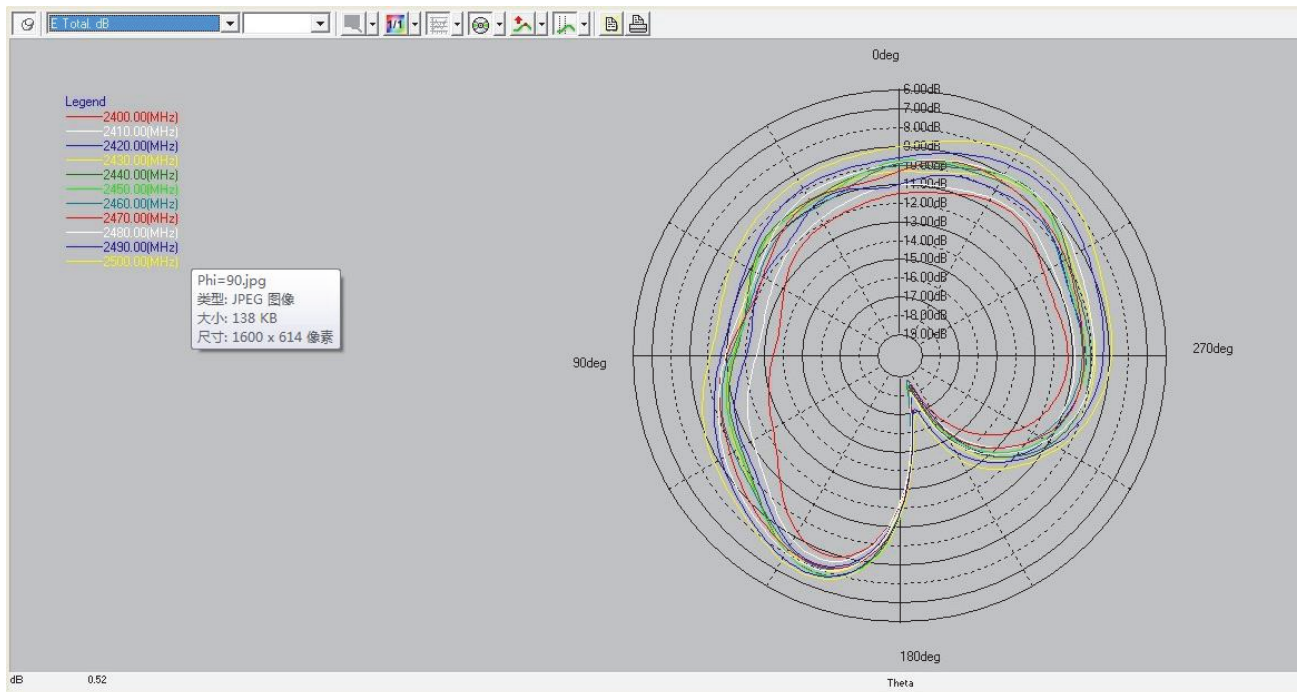 E Total. dB
1/1
0deg
Legend
2400.00(MHz)
2410.00(MHz)
2420.00(MHz)
2430.00(MHz)
2440.00(MHz)
2450.00(MHz)
2460.00(MHz)
2470.00(MHz)
2480.00(MHz)
2490.00(MHz)
2500.00(MHz)
6.00dB
7.00dB
8.00dB
9.00dB
10.00dB
11.00dB
12.00dB
13.00dB
14.00dB
15.00dB
16.00dB
17.00dB
18.00dB
19.00dB
Phi=90.jpg
类型: JPEG 图像
大小: 138 KB
尺寸: 1600 x 614 像素
90deg
270deg
180deg
dB 0.52
Theta